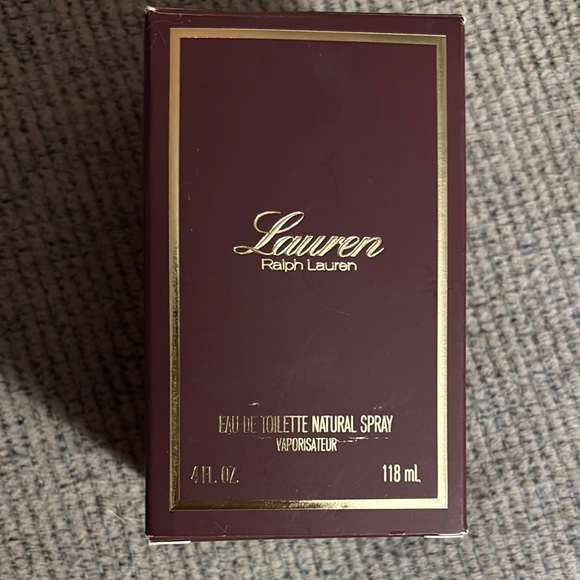 Lauren
Ralph Lauren
EAU DE TOILETTE NATURAL SPRAY
VAPORISATEUR
4 FL. OZ. 118 mL